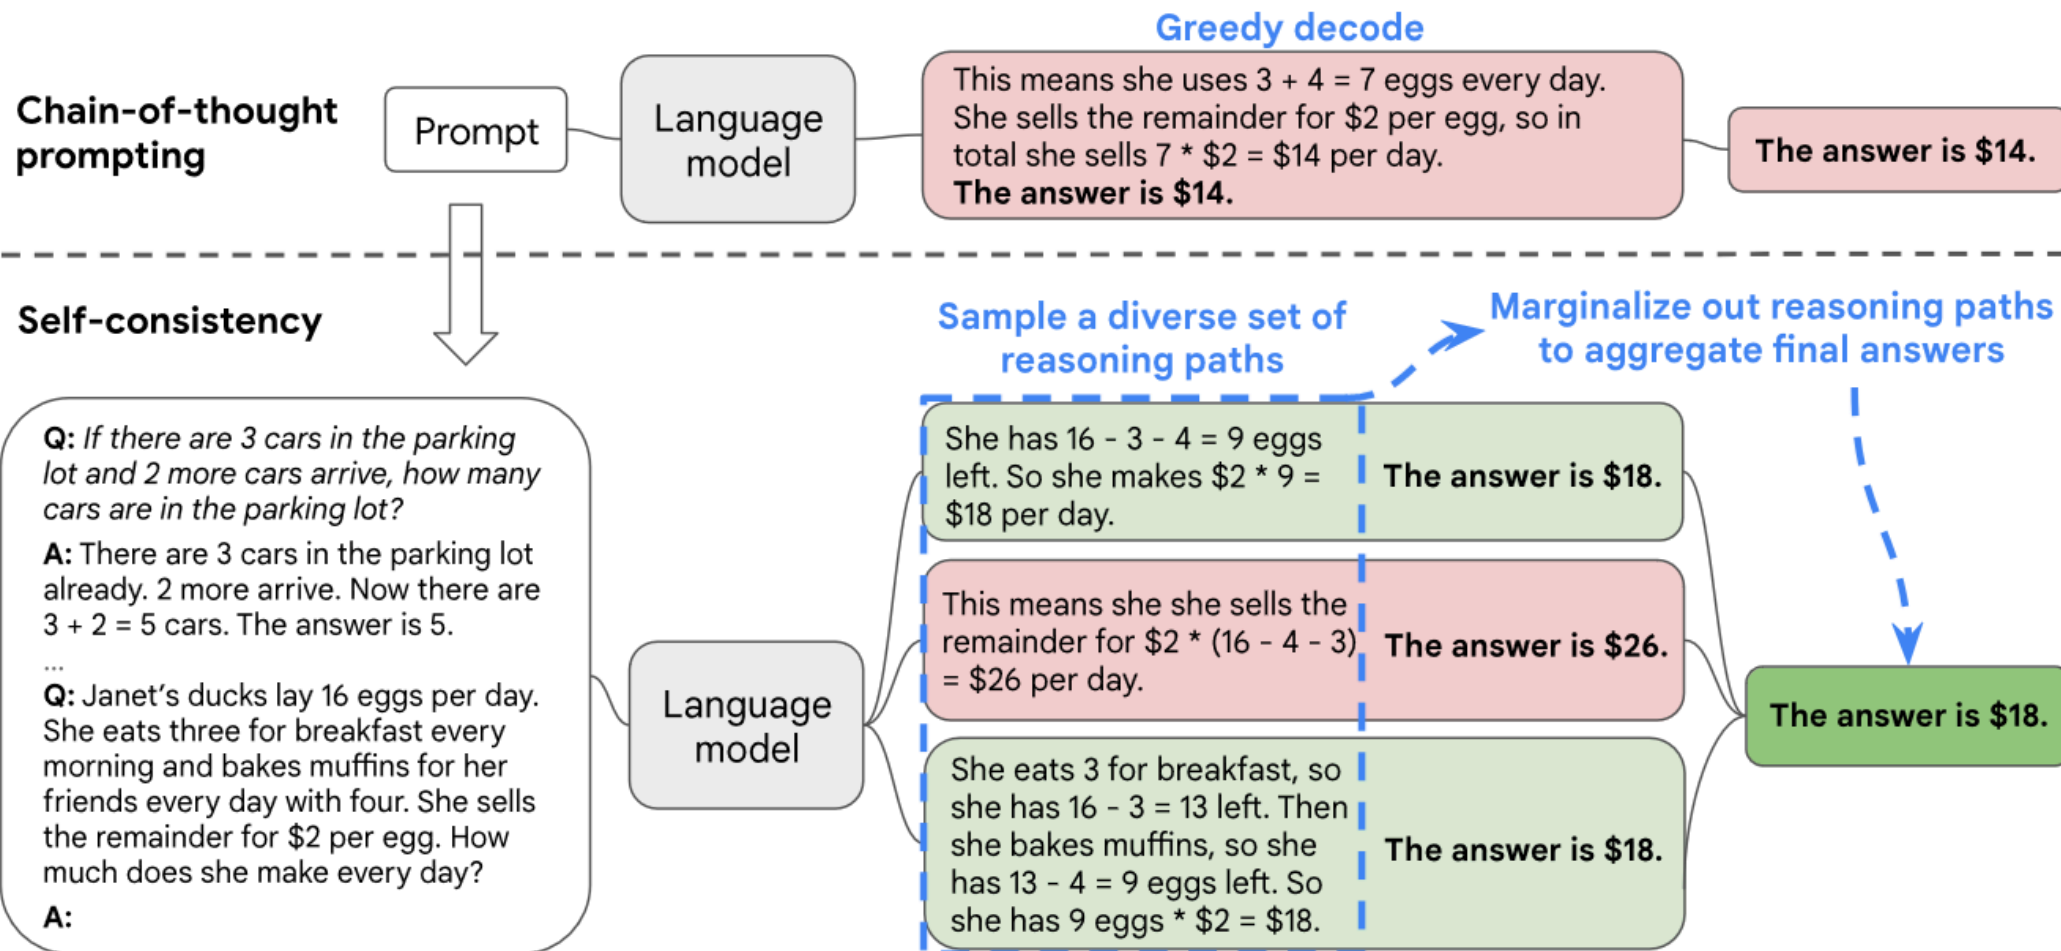 Greedy decode
Chain-of-thought
prompting
Prompt
Language
model
This means she uses 3 + 4 = 7 eggs every day.
She sells the remainder for $2 per egg, so in
total she sells 7 * $2 = $14 per day.
The answer is $14.
The answer is $14.
Self-consistency
Sample a diverse set of
reasoning paths
Marginalize out reasoning paths
to aggregate final answers
Q: If there are 3 cars in the parking
lot and 2 more cars arrive, how many
cars are in the parking lot?
A: There are 3 cars in the parking lot
already. 2 more arrive. Now there are
3 + 2 = 5 cars. The answer is 5.
...
Q: Janet's ducks lay 16 eggs per day.
She eats three for breakfast every
morning and bakes muffins for her
friends every day with four. She sells
the remainder for $2 per egg. How
much does she make every day?
A:
Language
model
She has 16 - 3 - 4 = 9 eggs
left. So she makes $2 * 9 =
$18 per day.
The answer is $18.
This means she she sells the
remainder for $2 * (16 - 4 - 3)
= $26 per day.
The answer is $26.
She eats 3 for breakfast, so
she has 16 - 3 = 13 left. Then
she bakes muffins, so she
has 13 - 4 = 9 eggs left. So
she has 9 eggs * $2 = $18.
The answer is $18.
The answer is $18.